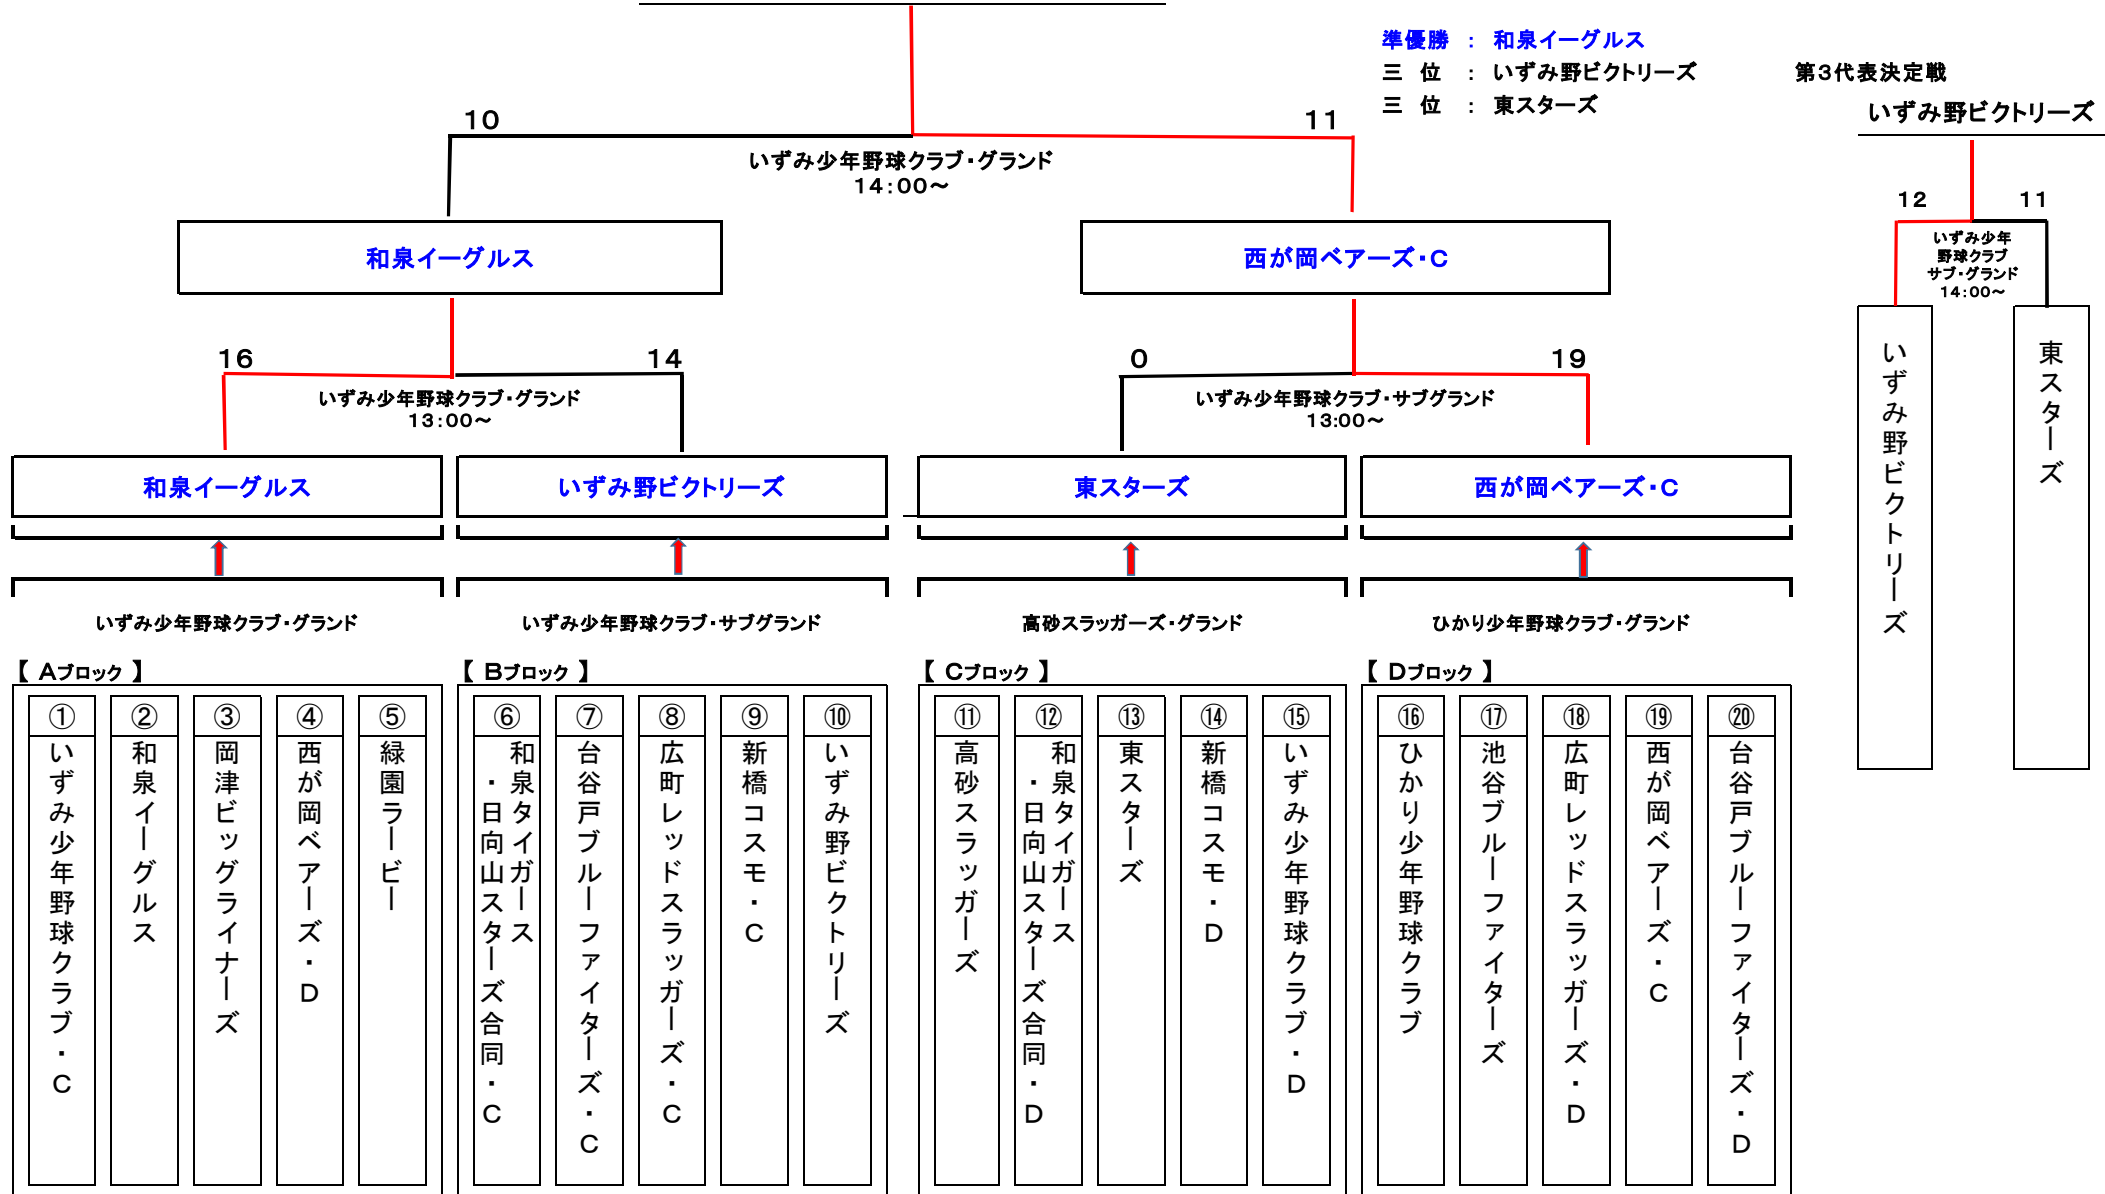 準優勝 : 和泉イーグルス
三 位 : いずみ野ビクトリーズ
三 位 : 東スターズ
第3代表決定戦
いずみ野ビクトリーズ
10
11
いずみ少年野球クラブ・グランド
14:00～
12
11
いずみ少年
野球クラブ
サブ・グランド
14:00～
いずみ野ビクトリーズ
東スターズ
和泉イーグルス
西が岡ベアーズ・C
16
14
いずみ少年野球クラブ・グランド
13:00～
0
19
いずみ少年野球クラブ・サブグランド
13:00～
和泉イーグルス
いずみ野ビクトリーズ
東スターズ
西が岡ベアーズ・C
いずみ少年野球クラブ・グランド
いずみ少年野球クラブ・サブグランド
高砂スラッガーズ・グランド
ひかり少年野球クラブ・グランド
【 Aブロック 】
①
いずみ少年野球クラブ・C
②
和泉イーグルス
③
岡津ビッグライナーズ
④
西が岡ベアーズ・D
⑤
緑園ラービー
【 Bブロック 】
⑥
和泉タイガース
・日向山スターズ合同・C
⑦
台谷戸ブルーファイターズ・C
⑧
広町レッドスラッガーズ・C
⑨
新橋コスモ・C
⑩
いずみ野ビクトリーズ
【 Cブロック 】
⑪
高砂スラッガーズ
⑫
和泉タイガース
・日向山スターズ合同・D
⑬
東スターズ
⑭
新橋コスモ・D
⑮
いずみ少年野球クラブ・D
【 Dブロック 】
⑯
ひかり少年野球クラブ
⑰
池谷ブルーファイターズ
⑱
広町レッドスラッガーズ・D
⑲
西が岡ベアーズ・C
⑳
台谷戸ブルーファイターズ・D